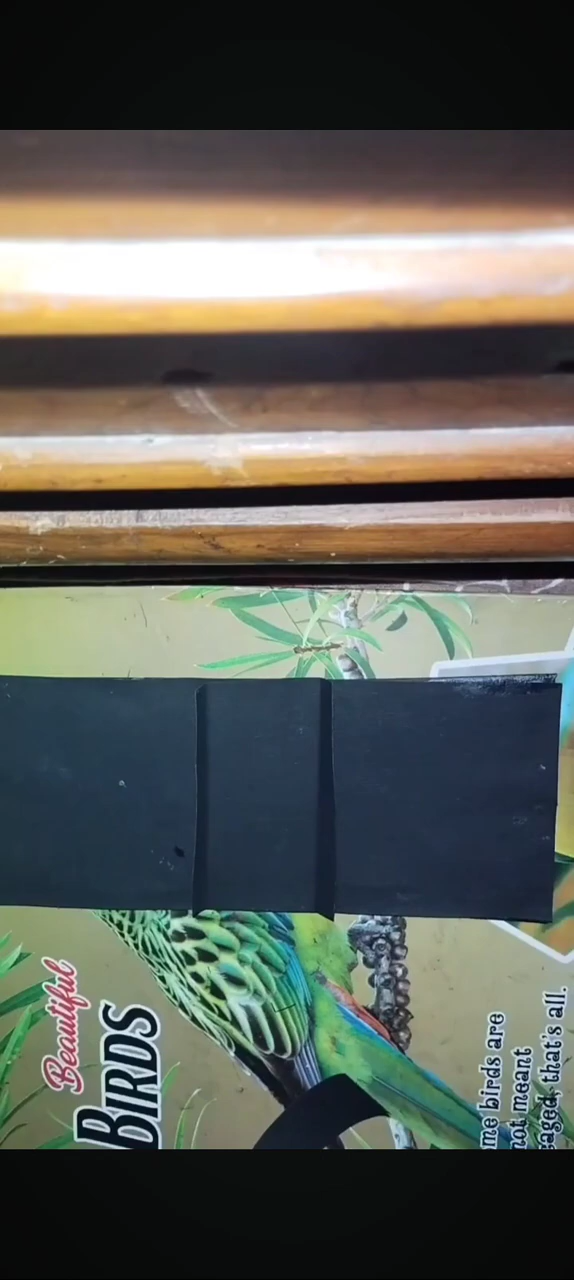 Beautiful
BIRDS
me birds are
not meant
caged, that's all.